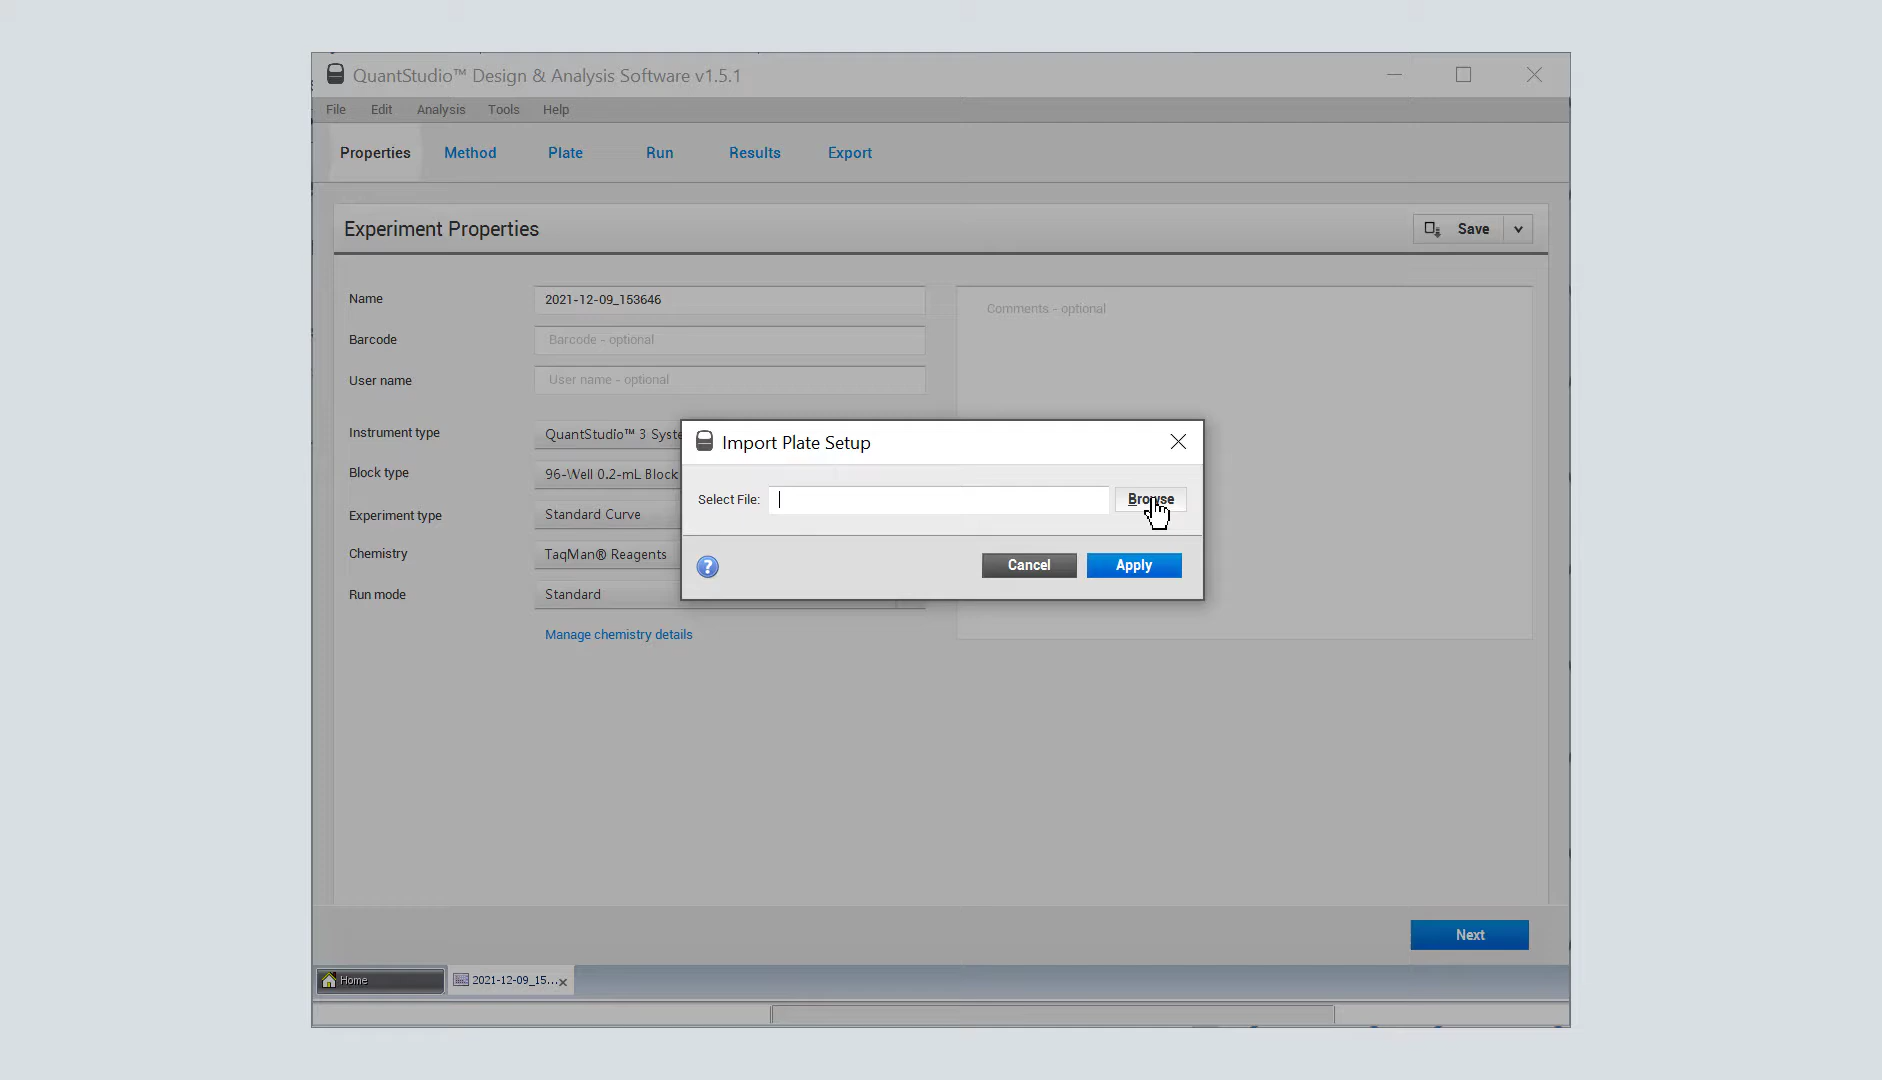 QuantStudio™ Design & Analysis Software v1.5.1
File Edit Analysis Tools Help
Properties Method Plate Run Results Export
Experiment Properties
Save
Name 2021-12-09_153646
Comments - optional
Barcode Barcode - optional
User name User name - optional
Instrument type QuantStudio™ 3 Syste
Block type 96-Well 0.2-mL Block
Experiment type Standard Curve
Chemistry TaqMan® Reagents
Run mode Standard
Manage chemistry details
Import Plate Setup
Select File: Browse
? Cancel Apply
Next
Home 2021-12-09_15...